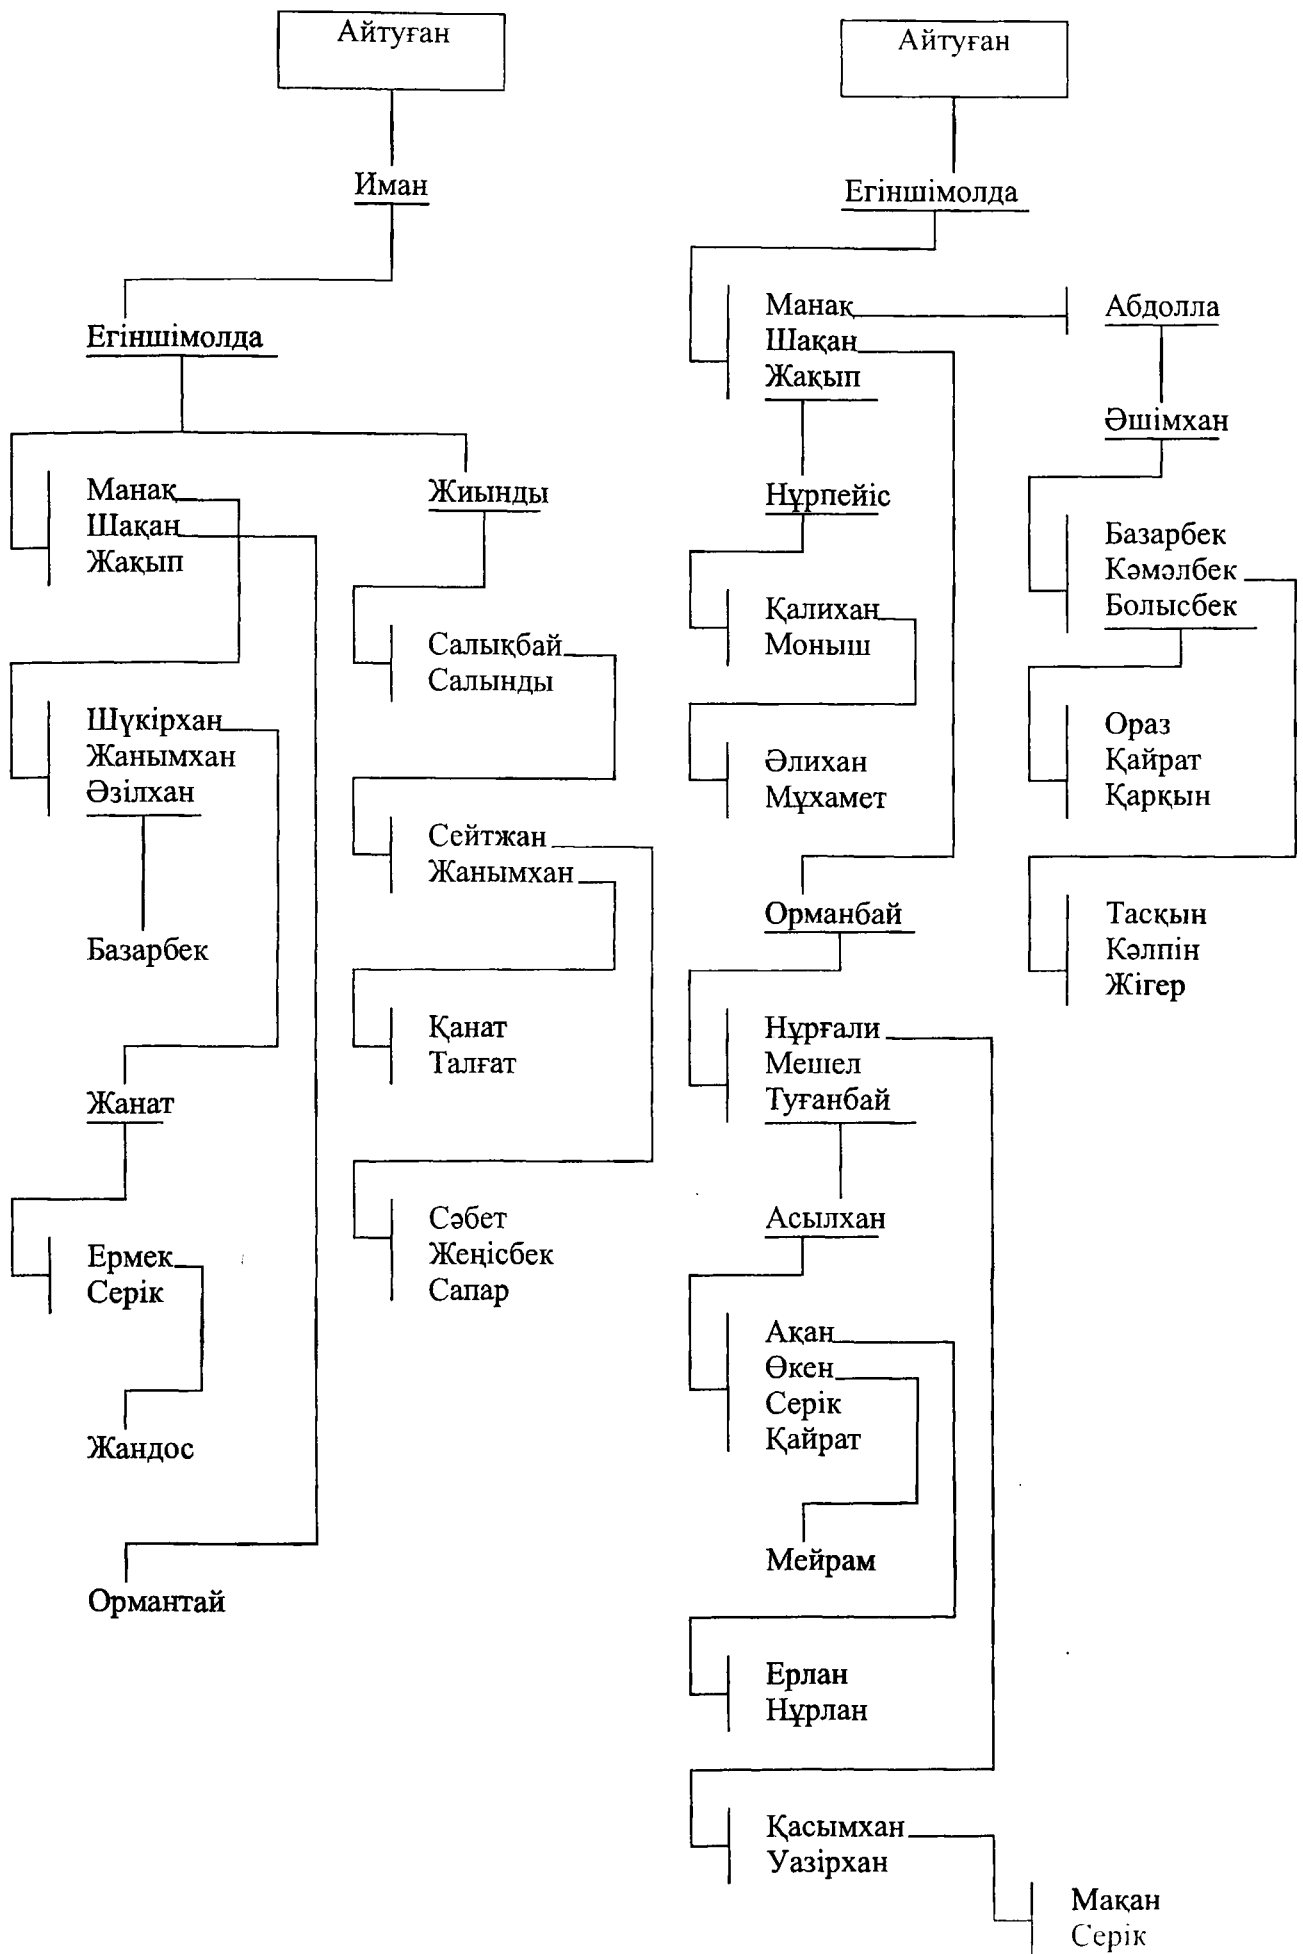 Айтуған
Иман
Егіншімолда
Манақ
Шақан
Жақып
Жиынды
Салықбай
Салынды
Шүкірхан
Жанымхан
Әзілхан
Сейтжан
Жанымхан
Базарбек
Қанат
Талғат
Жанат
Сәбет
Жеңісбек
Сапар
Ермек
Серік
Жандос
Ормантай
Айтуған
Егіншімолда
Манақ
Шақан
Жақып
Абдолла
Әшімхан
Нұрпейіс
Базарбек
Кәмәлбек
Болысбек
Қалихан
Моныш
Ораз
Қайрат
Қарқын
Әлихан
Мұхамет
Орманбай
Тасқын
Кәлпін
Жігер
Нұрғали
Мешел
Туғанбай
Асылхан
Ақан
Өкен
Серік
Қайрат
Мейрам
Ерлан
Нұрлан
Қасымхан
Уазірхан
Мақан
Серік